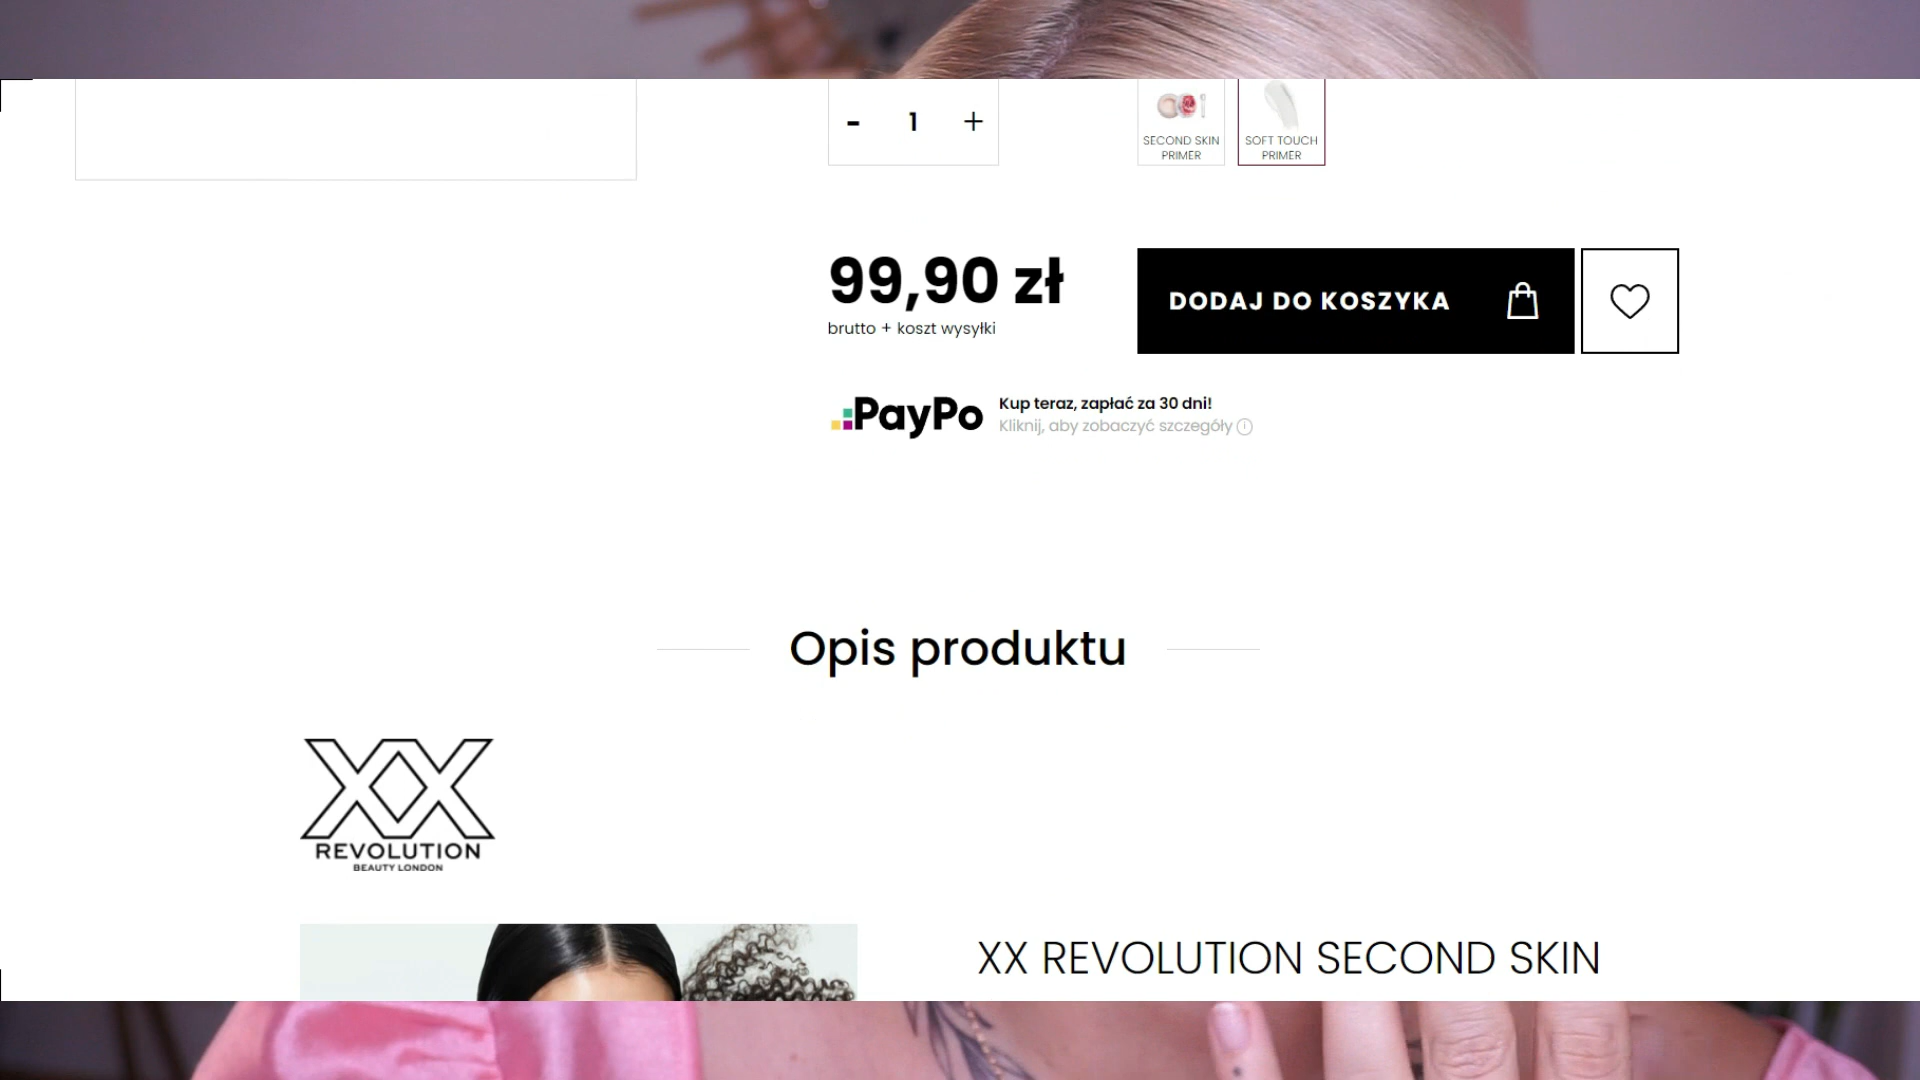 - 1 +
SECOND SKIN
PRIMER
SOFT TOUCH
PRIMER
99,90 zł
brutto + koszt wysyłki
DODAJ DO KOSZYKA
PayPo
Kup teraz, zapłać za 30 dni!
Kliknij, aby zobaczyć szczegóły
Opis produktu
XX
REVOLUTION
BEAUTY LONDON
XX REVOLUTION SECOND SKIN